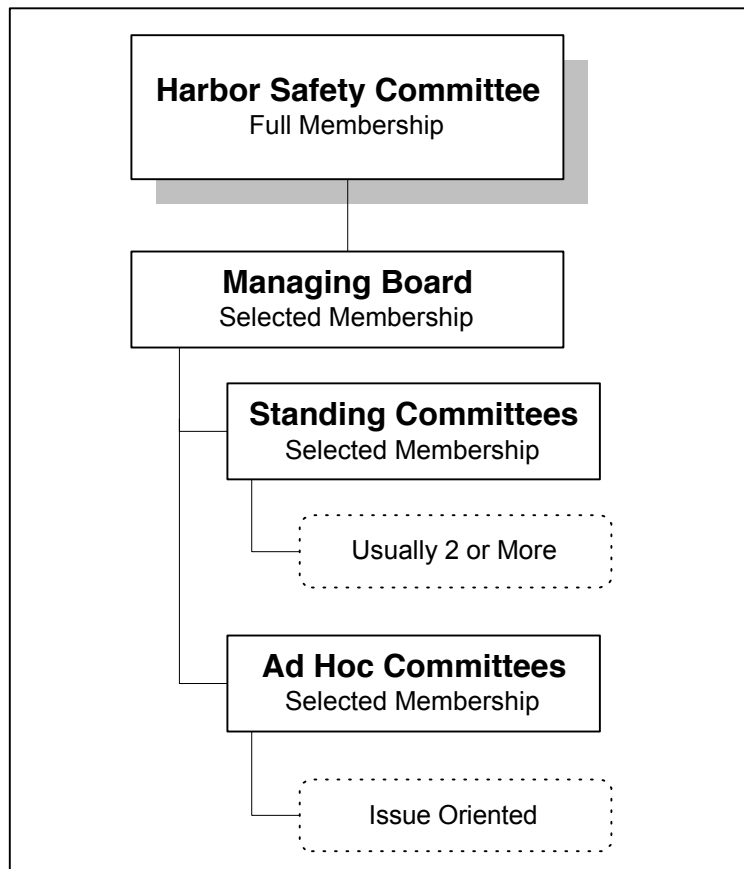 Harbor Safety Committee
Full Membership
Managing Board
Selected Membership
Standing Committees
Selected Membership
Usually 2 or More
Ad Hoc Committees
Selected Membership
Issue Oriented